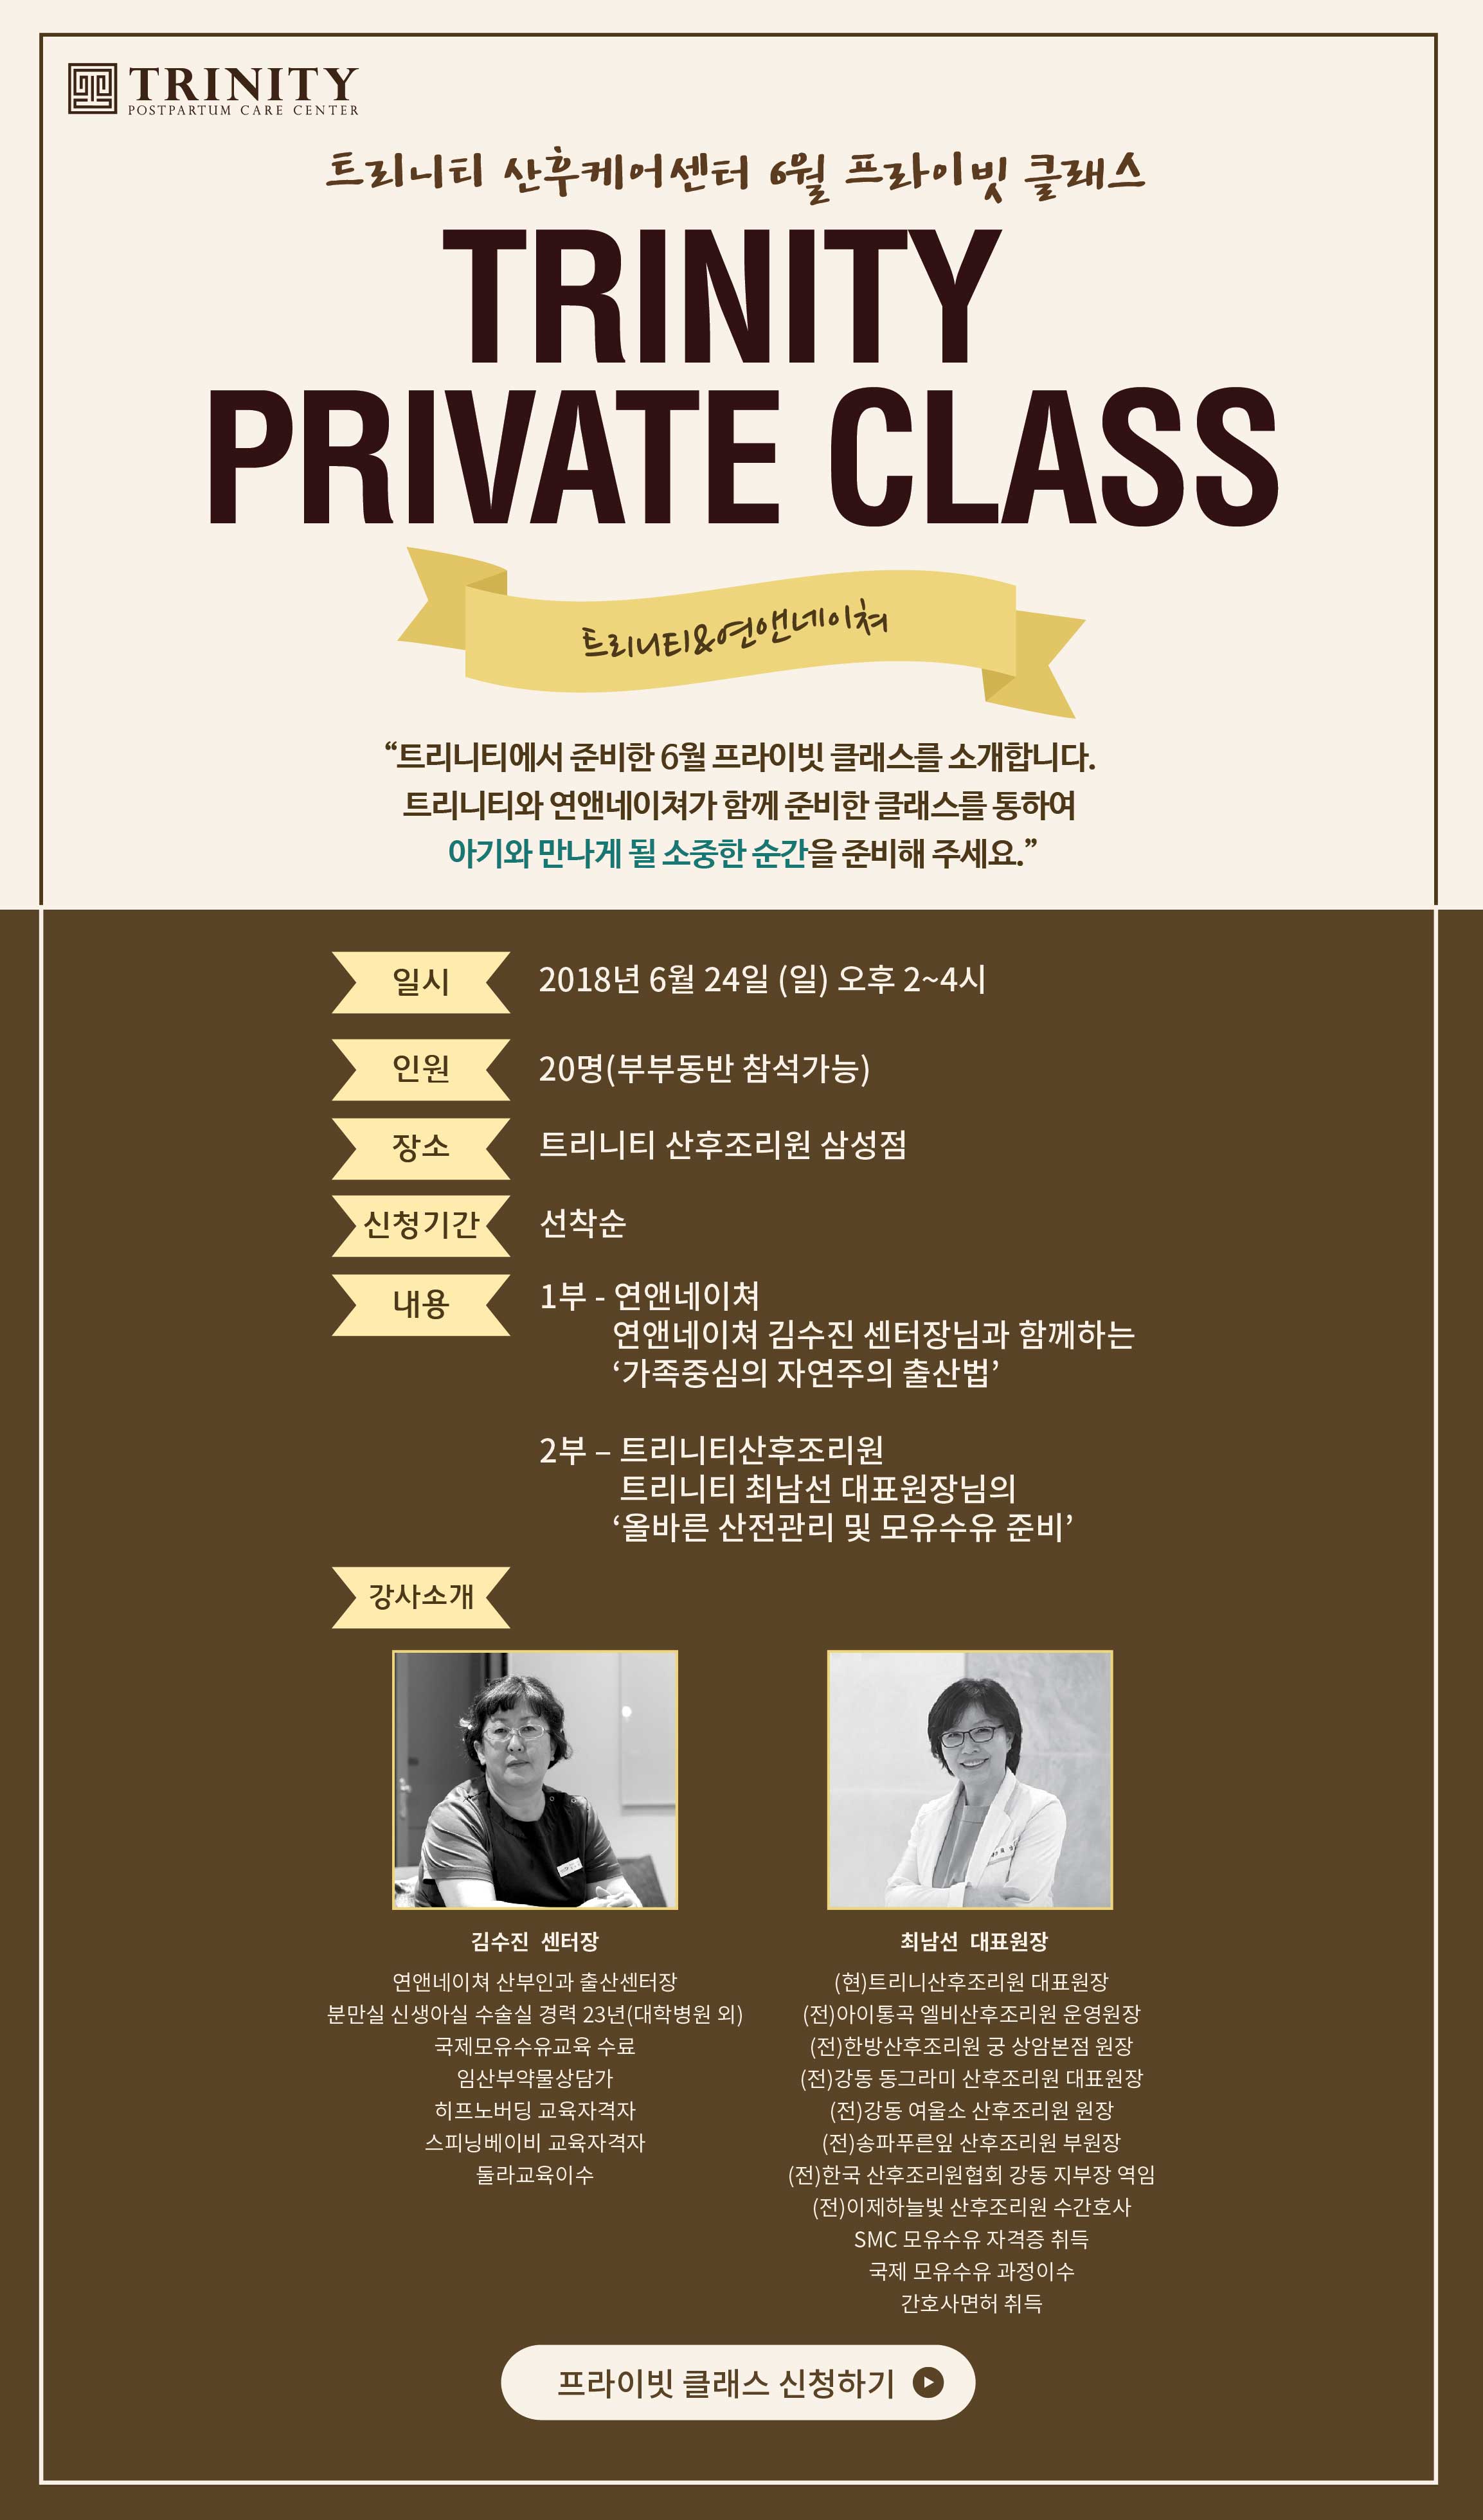 TRINITY
POSTPARTUM CARE CENTER
트리니티 산후케어센터 6월 프라이빗 클래스
TRINITY
PRIVATE CLASS
트리니티&연앤네이쳐
“트리니티에서 준비한 6월 프라이빗 클래스를 소개합니다.
트리니티와 연앤네이쳐가 함께 준비한 클래스를 통하여
아기와 만나게 될 소중한 순간을 준비해 주세요.”
일시 2018년 6월 24일 (일) 오후 2~4시
인원 20명(부부동반 참석가능)
장소 트리니티 산후조리원 삼성점
신청기간 선착순
내용 1부 - 연앤네이쳐
연앤네이쳐 김수진 센터장님과 함께하는
‘가족중심의 자연주의 출산법’
2부 – 트리니티산후조리원
트리니티 최남선 대표원장님의
‘올바른 산전관리 및 모유수유 준비’
강사소개
김수진 센터장
연앤네이쳐 산부인과 출산센터장
분만실 신생아실 수술실 경력 23년(대학병원 외)
국제모유수유교육 수료
임산부약물상담가
히프노버딩 교육자격자
스피닝베이비 교육자격자
둘라교육이수
최남선 대표원장
(현)트리니산후조리원 대표원장
(전)아이통곡 엘비산후조리원 운영원장
(전)한방산후조리원 궁 상암본점 원장
(전)강동 동그라미 산후조리원 대표원장
(전)강동 여울소 산후조리원 원장
(전)송파푸른잎 산후조리원 부원장
(전)한국 산후조리원협회 강동 지부장 역임
(전)이제하늘빛 산후조리원 수간호사
SMC 모유수유 자격증 취득
국제 모유수유 과정이수
간호사면허 취득
프라이빗 클래스 신청하기